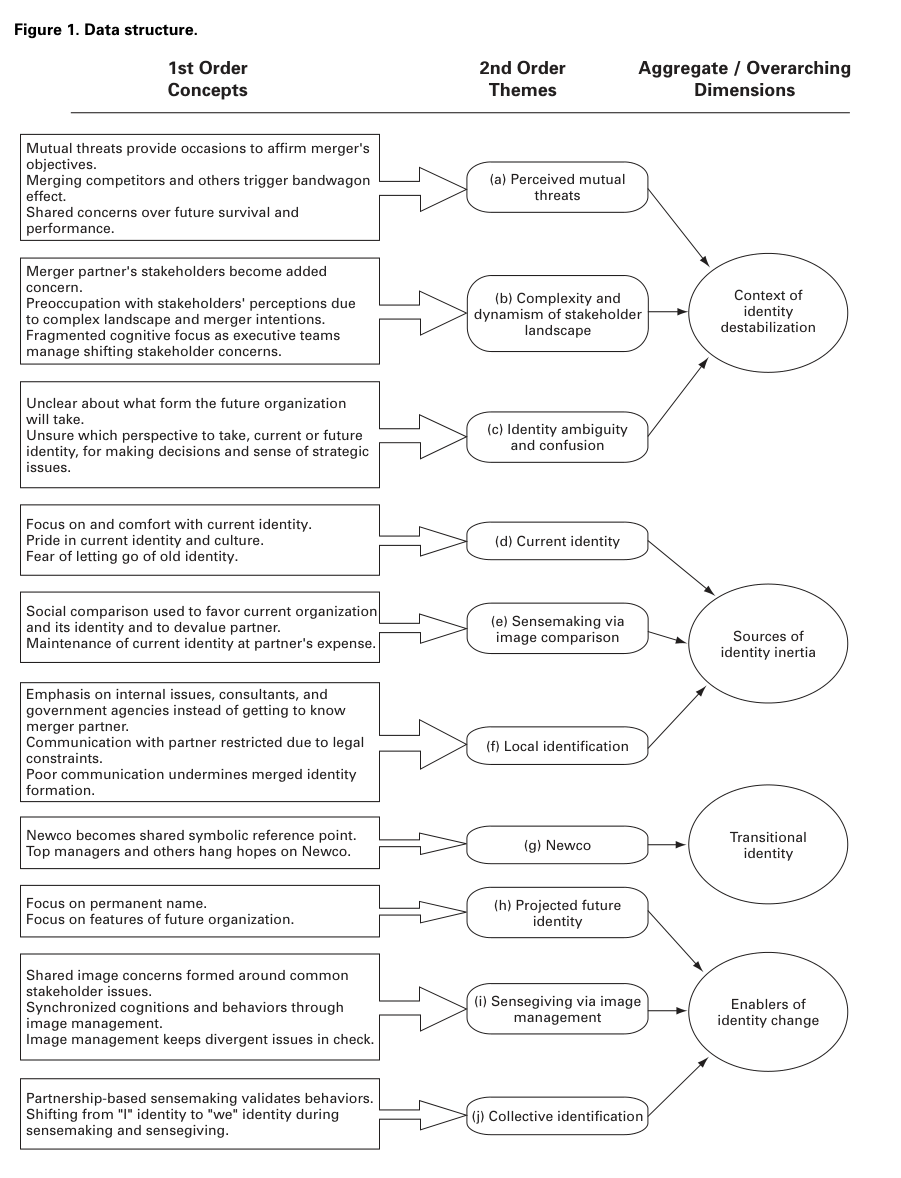 Figure 1. Data structure.
1st Order
Concepts
2nd Order
Themes
Aggregate / Overarching
Dimensions
Mutual threats provide occasions to affirm merger's
objectives.
Merging competitors and others trigger bandwagon
effect.
Shared concerns over future survival and
performance.
(a) Perceived mutual
threats
Merger partner's stakeholders become added
concern.
Preoccupation with stakeholders' perceptions due
to complex landscape and merger intentions.
Fragmented cognitive focus as executive teams
manage shifting stakeholder concerns.
(b) Complexity and
dynamism of stakeholder
landscape
Context of
identity
destabilization
Unclear about what form the future organization
will take.
Unsure which perspective to take, current or future
identity, for making decisions and sense of strategic
issues.
(c) Identity ambiguity
and confusion
Focus on and comfort with current identity.
Pride in current identity and culture.
Fear of letting go of old identity.
(d) Current identity
Social comparison used to favor current organization
and its identity and to devalue partner.
Maintenance of current identity at partner's expense.
(e) Sensemaking via
image comparison
Sources of
identity inertia
Emphasis on internal issues, consultants, and
government agencies instead of getting to know
merger partner.
Communication with partner restricted due to legal
constraints.
Poor communication undermines merged identity
formation.
(f) Local identification
Newco becomes shared symbolic reference point.
Top managers and others hang hopes on Newco.
(g) Newco
Transitional
identity
Focus on permanent name.
Focus on features of future organization.
(h) Projected future
identity
Shared image concerns formed around common
stakeholder issues.
Synchronized cognitions and behaviors through
image management.
Image management keeps divergent issues in check.
(i) Sensegiving via image
management
Enablers of
identity change
Partnership-based sensemaking validates behaviors.
Shifting from "I" identity to "we" identity during
sensemaking and sensegiving.
(j) Collective identification